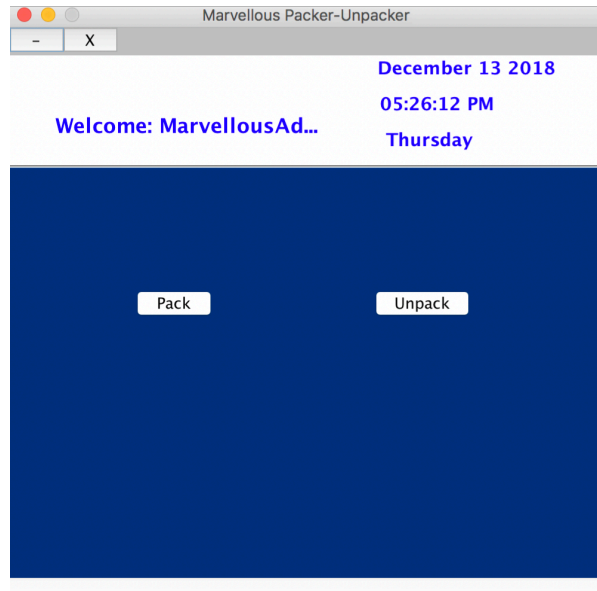 Marvellous Packer-Unpacker
– X
December 13 2018
05:26:12 PM
Welcome: MarvellousAd...
Thursday
Pack Unpack